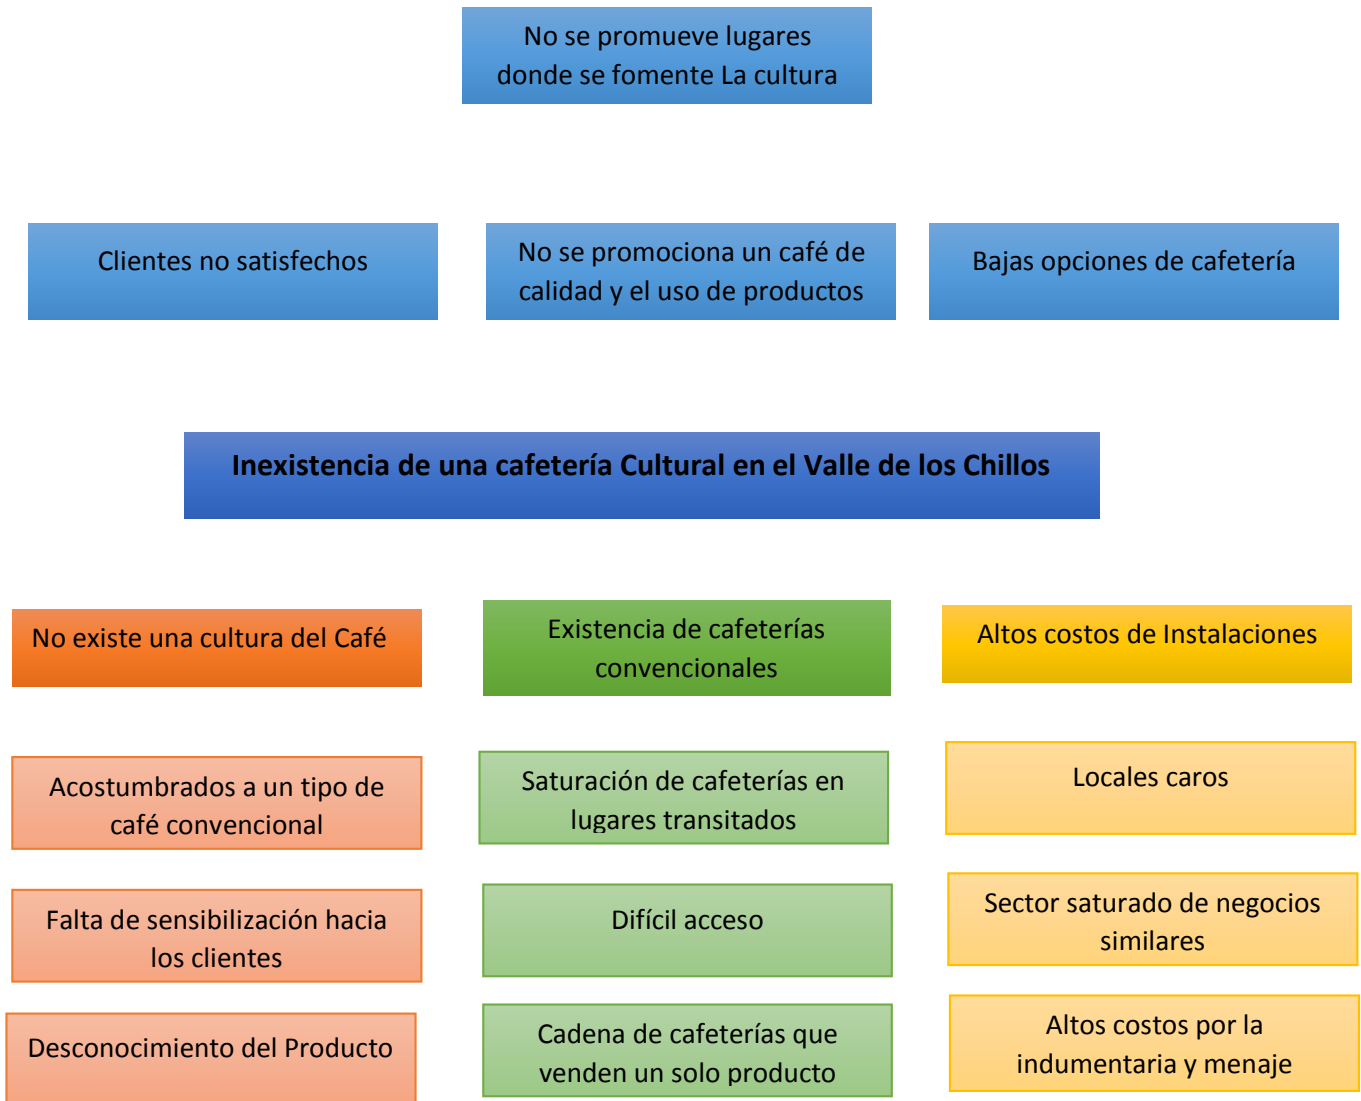 No se promueve lugares
donde se fomente La cultura
Clientes no satisfechos
No se promociona un café de
calidad y el uso de productos
Bajas opciones de cafetería
Inexistencia de una cafetería Cultural en el Valle de los Chillos
No existe una cultura del Café
Existencia de cafeterías
convencionales
Altos costos de Instalaciones
Acostumbrados a un tipo de
café convencional
Saturación de cafeterías en
lugares transitados
Locales caros
Falta de sensibilización hacia
los clientes
Difícil acceso
Sector saturado de negocios
similares
Desconocimiento del Producto
Cadena de cafeterías que
venden un solo producto
Altos costos por la
indumentaria y menaje